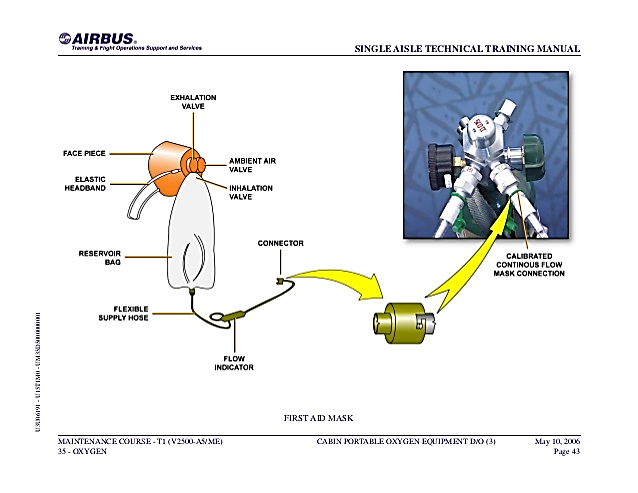 AIRBUS
Training & Flight Operations Support and Services
SINGLE AISLE TECHNICAL TRAINING MANUAL
EXHALATION
VALVE
FACE PIECE
AMBIENT AIR
VALVE
ELASTIC
HEADBAND
INHALATION
VALVE
SCOTT
RESERVOIR
BAG
CONNECTOR
CALIBRATED
CONTINOUS FLOW
MASK CONNECTION
FLEXIBLE
SUPPLY HOSE
FLOW
INDICATOR
FIRST AID MASK
MAINTENANCE COURSE - T1 (V2500-A5/ME)
35 - OXYGEN
CABIN PORTABLE OXYGEN EQUIPMENT D/O (3)
May 10, 2006
Page 43